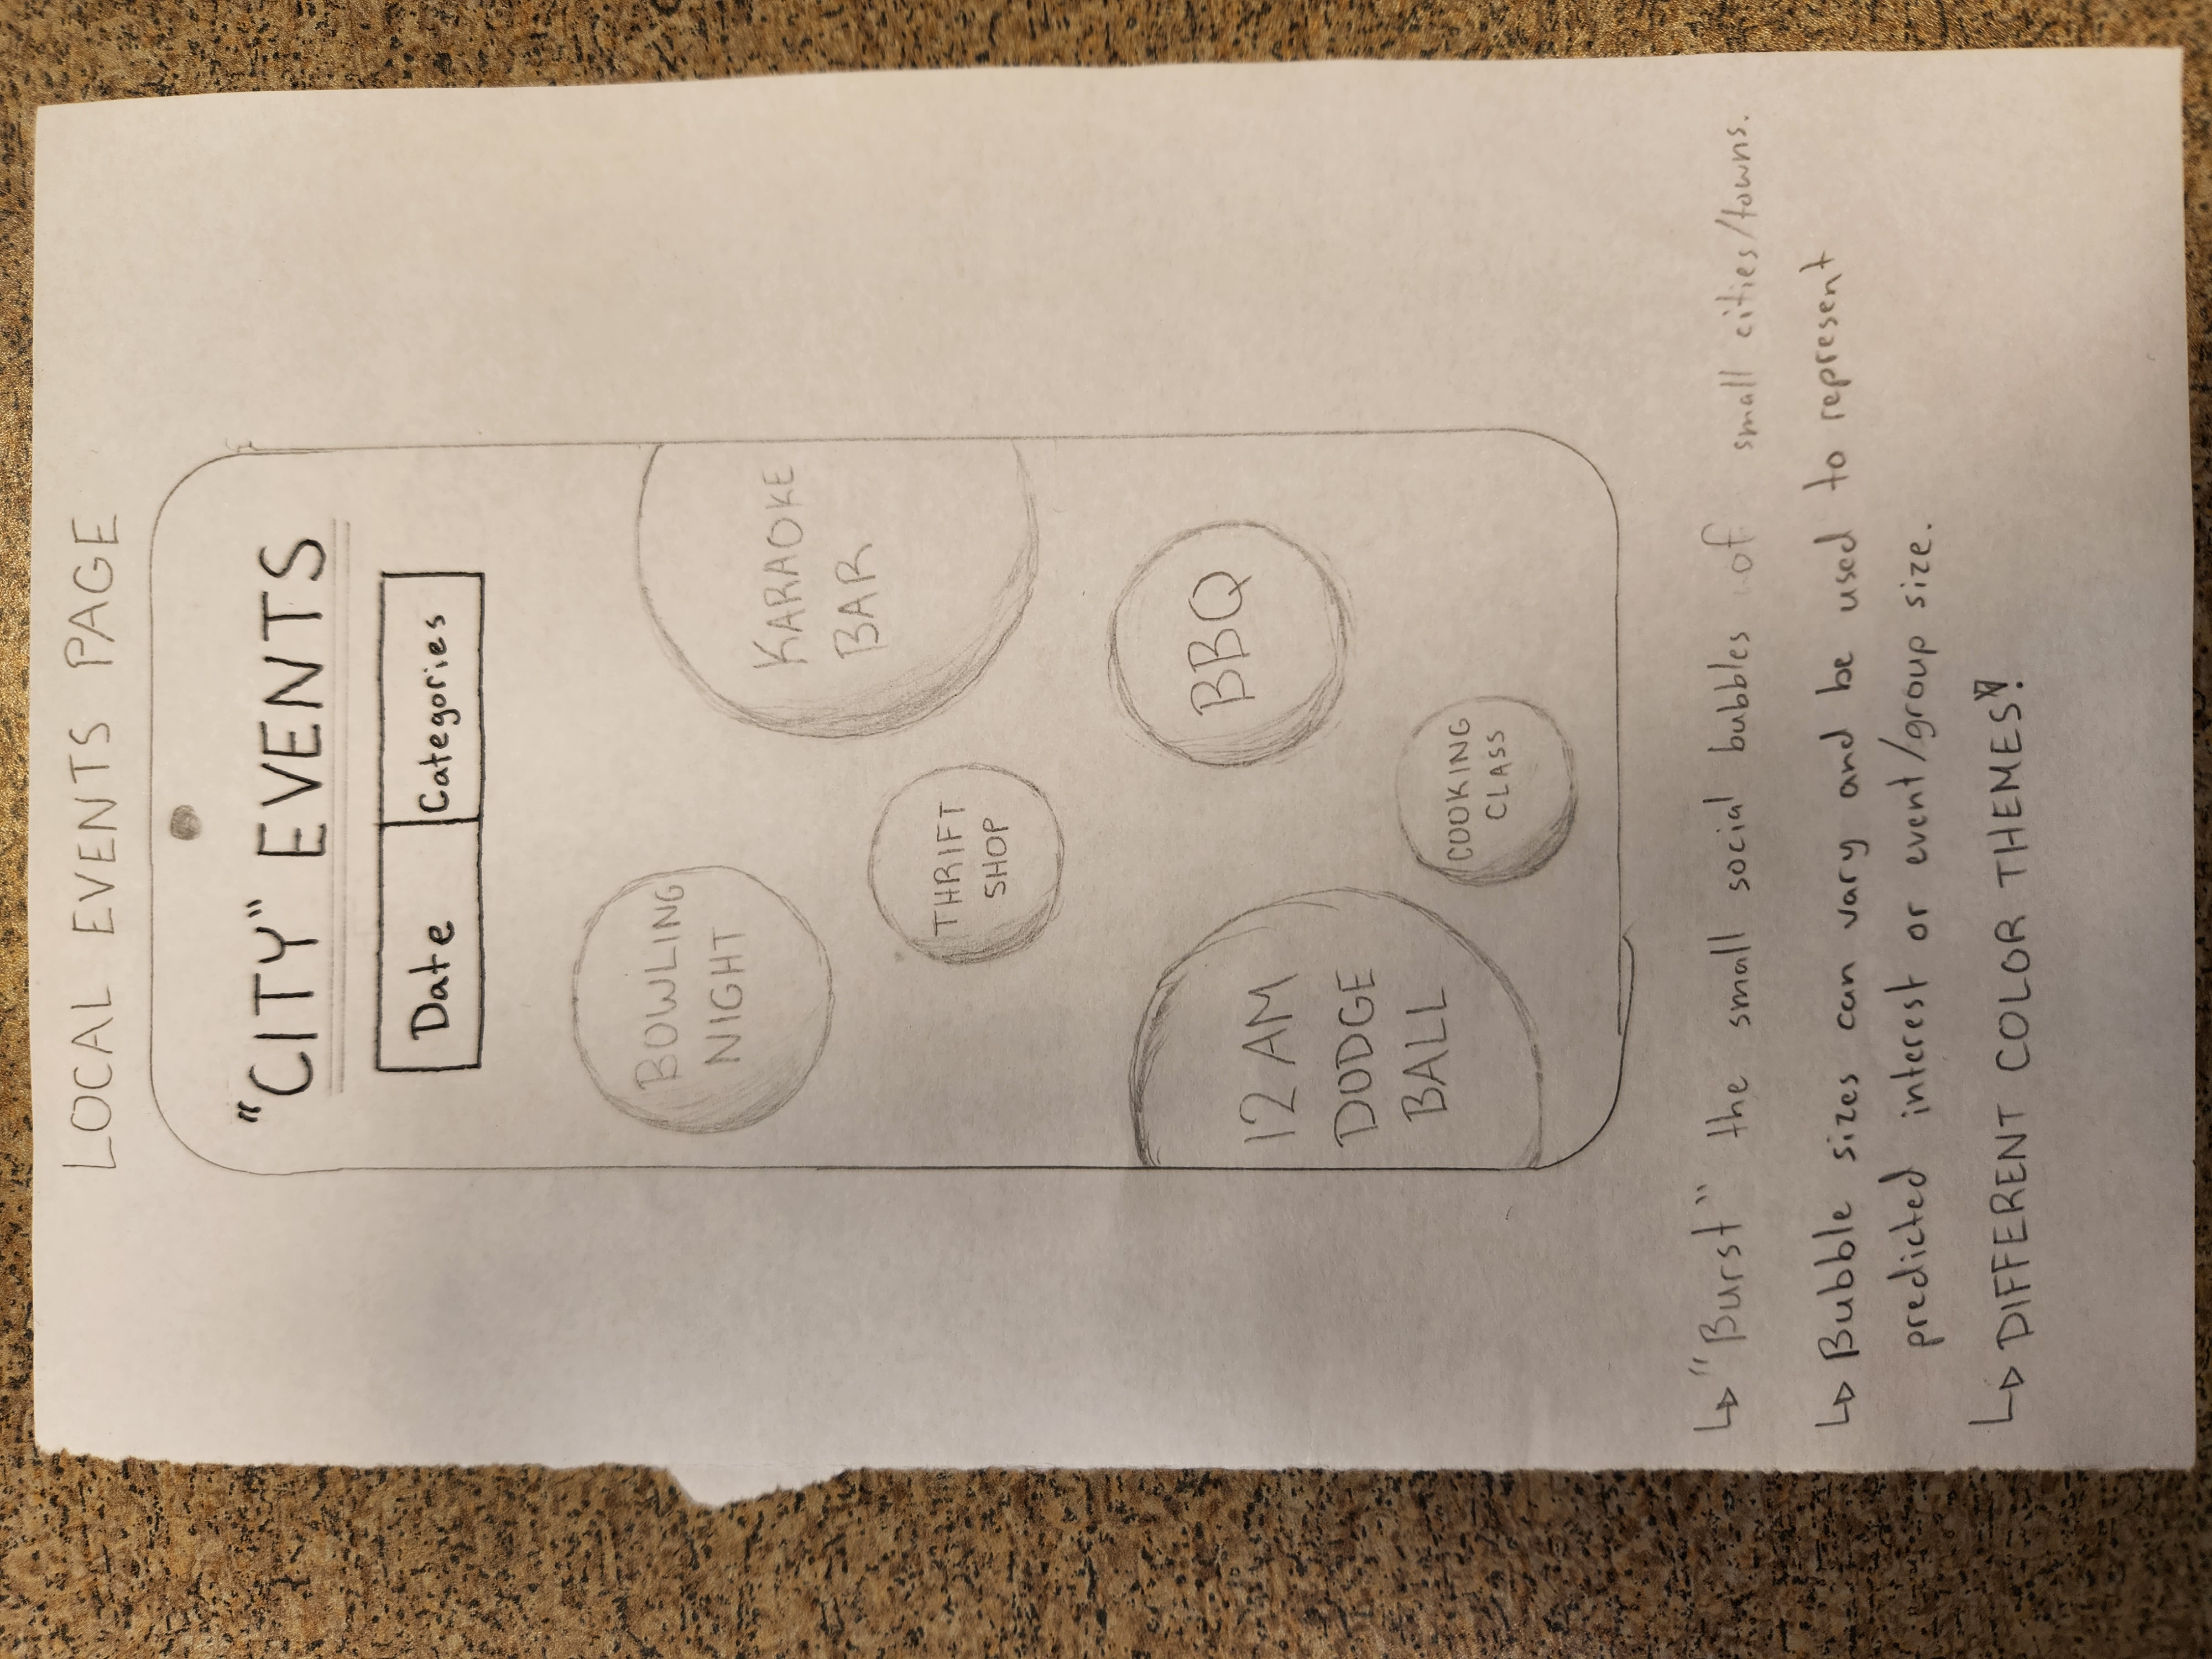 LOCAL EVENTS PAGE
"CITY" EVENTS
Date Categories
BOWLING
NIGHT
KARAOKE
BAR
THRIFT
SHOP
12 AM
DODGE
BALL
BBQ
COOKING
CLASS
"Burst" the small social bubbles of small cities/towns.
Bubble sizes can vary and be used to represent
predicted interest or event/group size.
DIFFERENT COLOR THEMES!